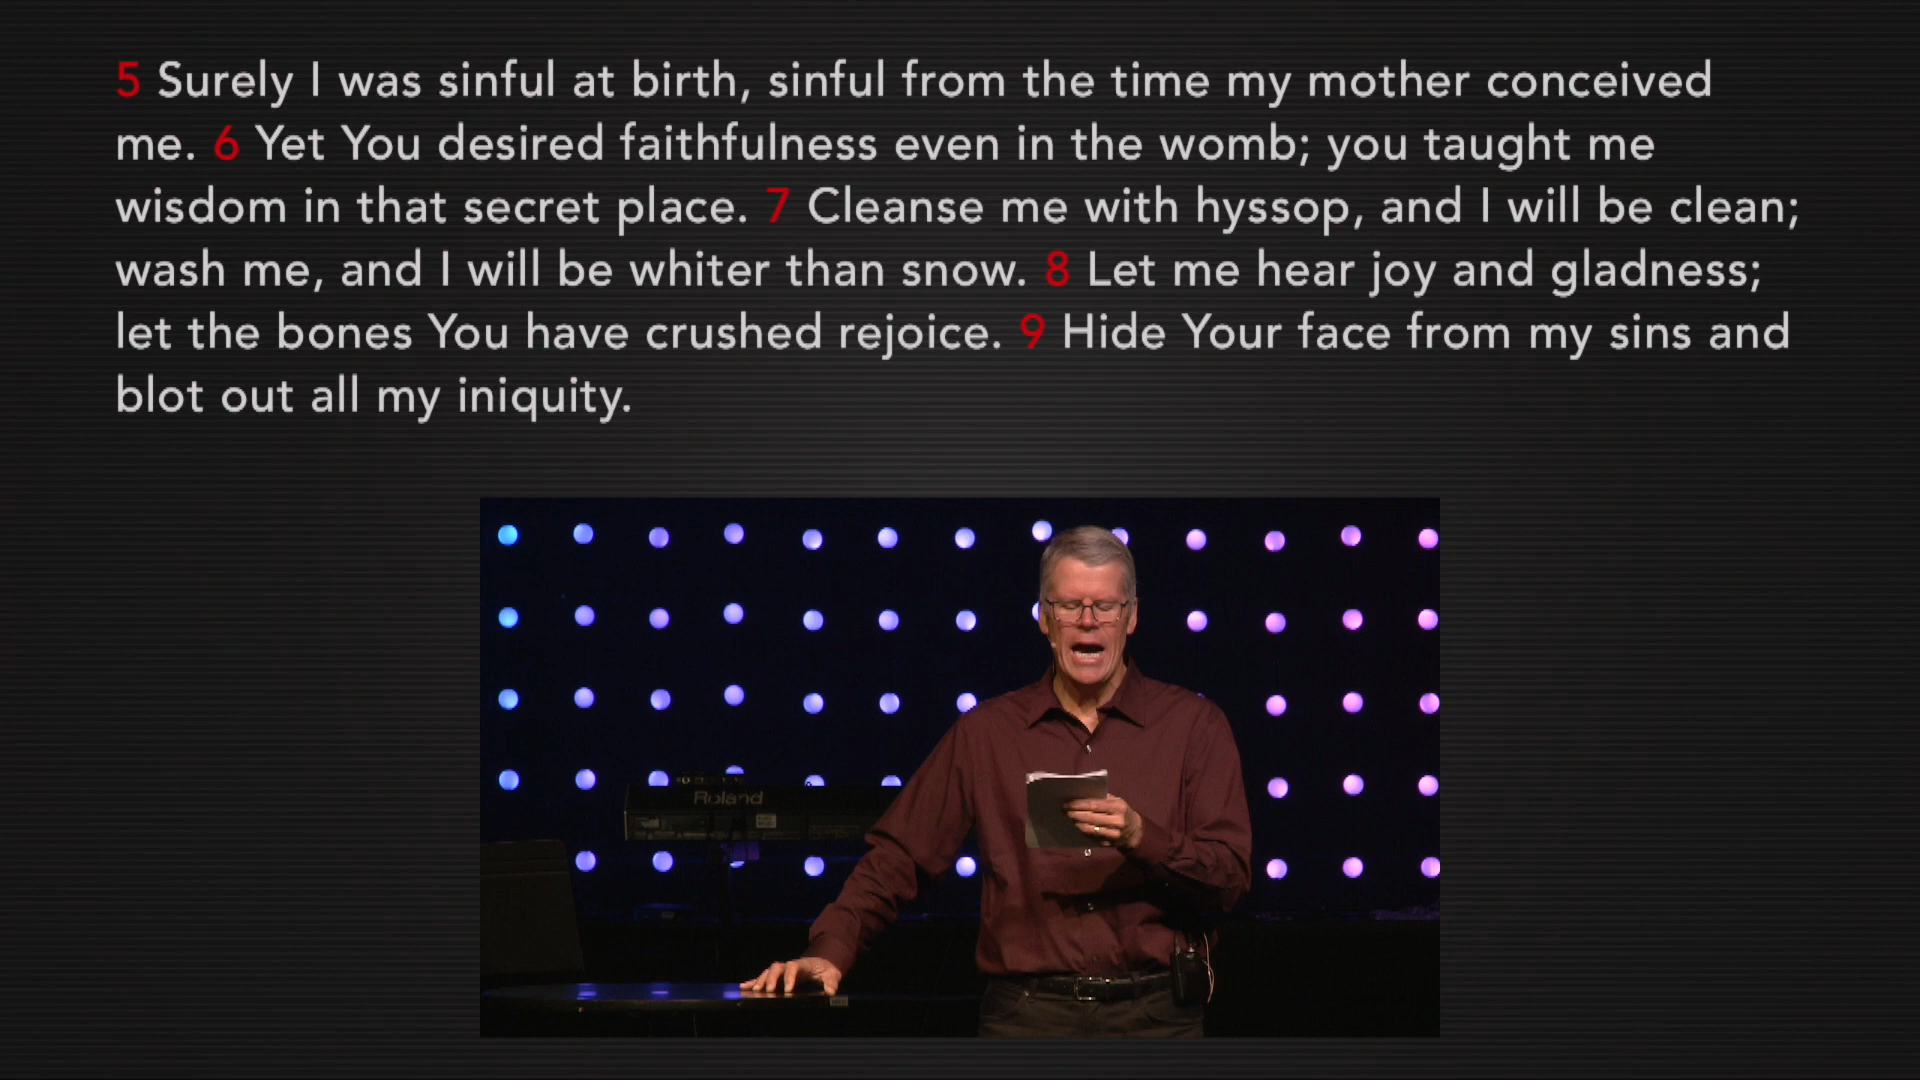 5 Surely I was sinful at birth, sinful from the time my mother conceived
me. 6 Yet You desired faithfulness even in the womb; you taught me
wisdom in that secret place. 7 Cleanse me with hyssop, and I will be clean;
wash me, and I will be whiter than snow. 8 Let me hear joy and gladness;
let the bones You have crushed rejoice. 9 Hide Your face from my sins and
blot out all my iniquity.
Roland